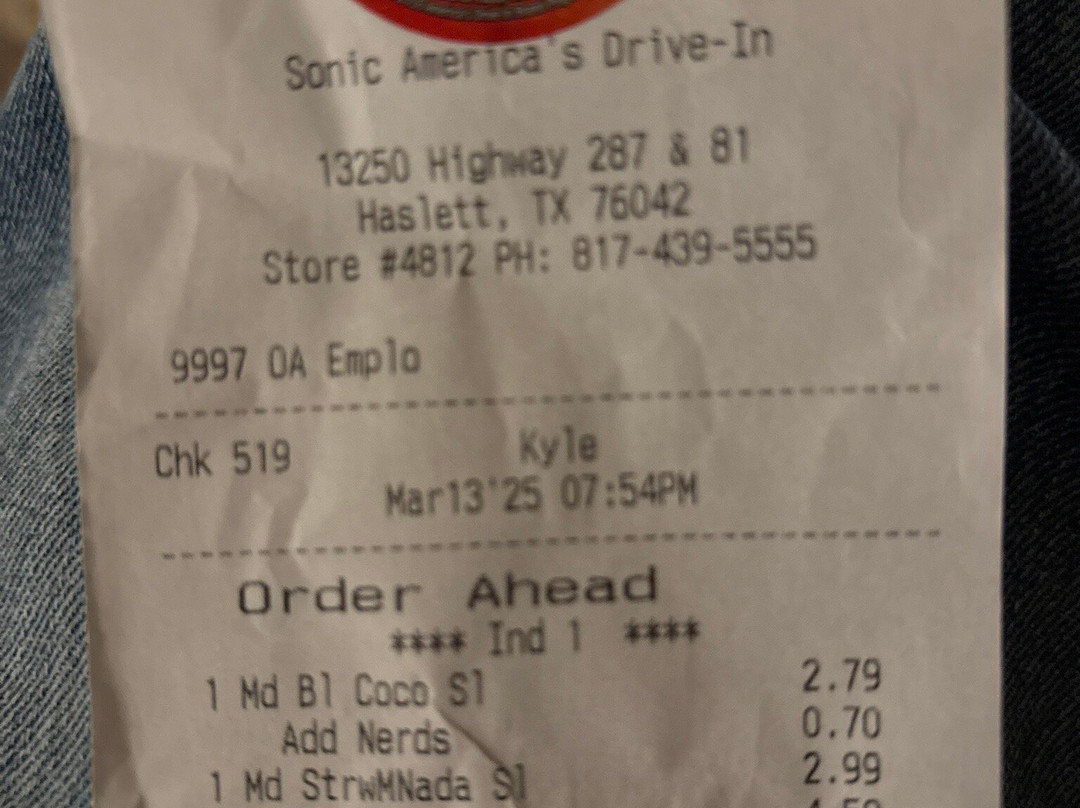 Sonic America's Drive-In
13250 Highway 287 & 81
Haslett, TX 76042
Store #4812 PH: 817-439-5555
9997 OA Emplo
Chk 519 Kyle
Mar13'25 07:54PM
Order Ahead
**** Ind 1 ****
1 Md Bl Coco Sl 2.79
Add Nerds 0.70
1 Md StrwMNada Sl 2.99